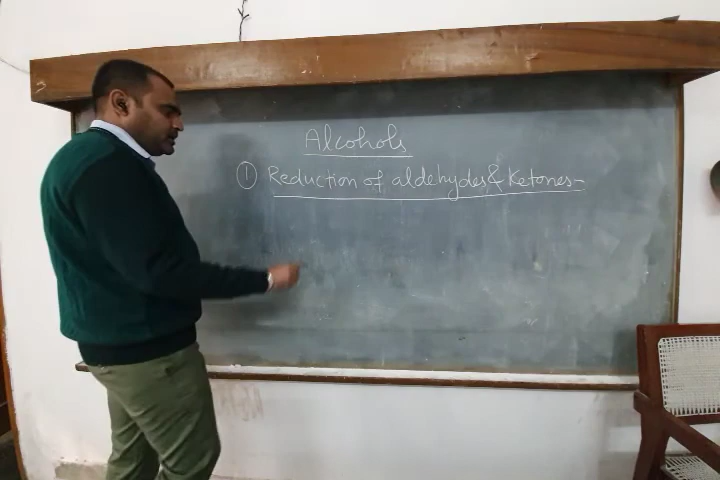 Alcohols
① Reduction of aldehydes & Ketones-